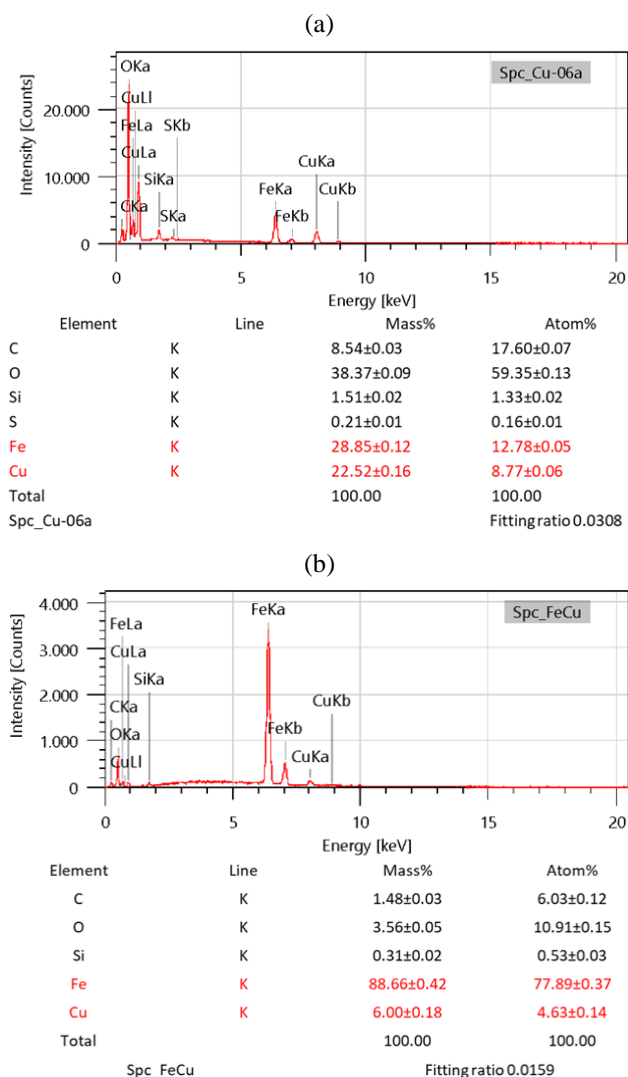 (a)
Spc_Cu-06a
OKa
CuLl
FeLa
SKb
CuLa
CuKa
SiKa
CuKb
FeKa
CKa
SKa
FeKb
Intensity [Counts]
20.000
10.000
0
0 5 10 15 20
Energy [keV]
Element Line Mass% Atom%
C K 8.54±0.03 17.60±0.07
O K 38.37±0.09 59.35±0.13
Si K 1.51±0.02 1.33±0.02
S K 0.21±0.01 0.16±0.01
Fe K 28.85±0.12 12.78±0.05
Cu K 22.52±0.16 8.77±0.06
Total 100.00 100.00
Spc_Cu-06a Fitting ratio 0.0308
(b)
Spc_FeCu
FeKa
FeLa
CuLa
SiKa
CKa
CuKb
OKa
FeKb
CuLl
CuKa
Intensity [Counts]
4.000
3.000
2.000
1.000
0
0 5 10 15 20
Energy [keV]
Element Line Mass% Atom%
C K 1.48±0.03 6.03±0.12
O K 3.56±0.05 10.91±0.15
Si K 0.31±0.02 0.53±0.03
Fe K 88.66±0.42 77.89±0.37
Cu K 6.00±0.18 4.63±0.14
Total 100.00 100.00
Spc_FeCu Fitting ratio 0.0159